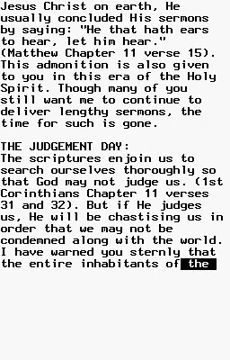 Jesus Christ on earth, He
usually concluded His sermons
by saying: "He that hath ears
to hear, let him hear."
(Matthew Chapter 11 verse 15).
This admonition is also given
to you in this era of the Holy
Spirit. Though many of you
still want me to continue to
deliver lengthy sermons, the
time for such is gone.

THE JUDGEMENT DAY:
The scriptures enjoin us to
search ourselves thoroughly so
that God may not judge us. (1st
Corinthians Chapter 11 verses
31 and 32). But if He judges
us, He will be chastising us in
order that we may not be
condemned along with the world.
I have warned you sternly that
the entire inhabitants of the